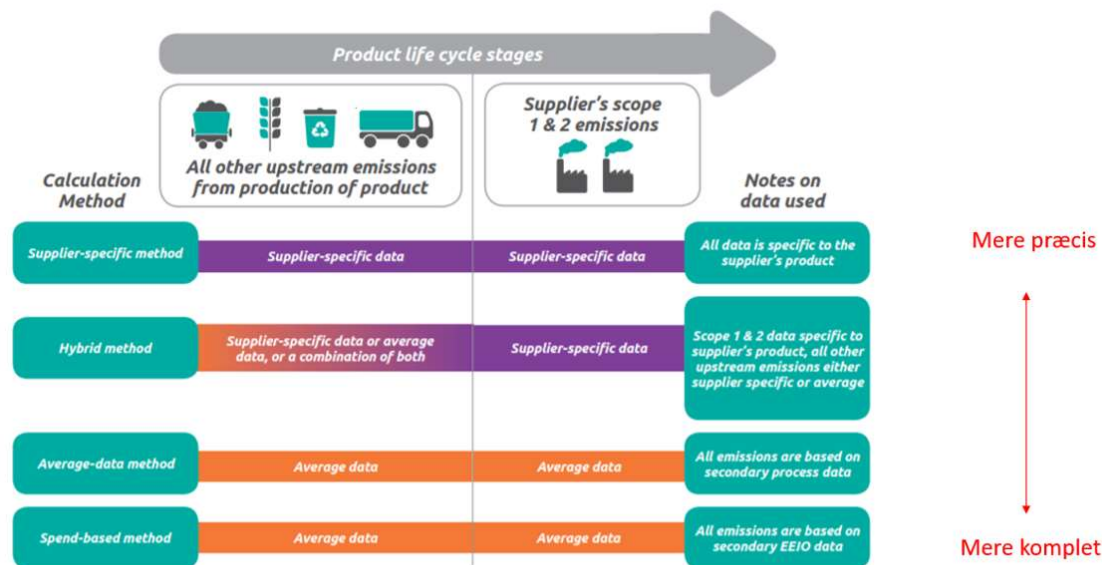 Product life cycle stages
All other upstream emissions
from production of product
Supplier's scope
1 & 2 emissions
Calculation
Method
Notes on
data used
Supplier-specific method
Supplier-specific data
Supplier-specific data
All data is specific to the
supplier's product
Mere præcis
Hybrid method
Supplier-specific data or average
data, or a combination of both
Supplier-specific data
Scope 1 & 2 data specific to
supplier's product, all other
upstream emissions either
supplier specific or average
Average-data method
Average data
Average data
All emissions are based on
secondary process data
Spend-based method
Average data
Average data
All emissions are based on
secondary EEIO data
Mere komplet